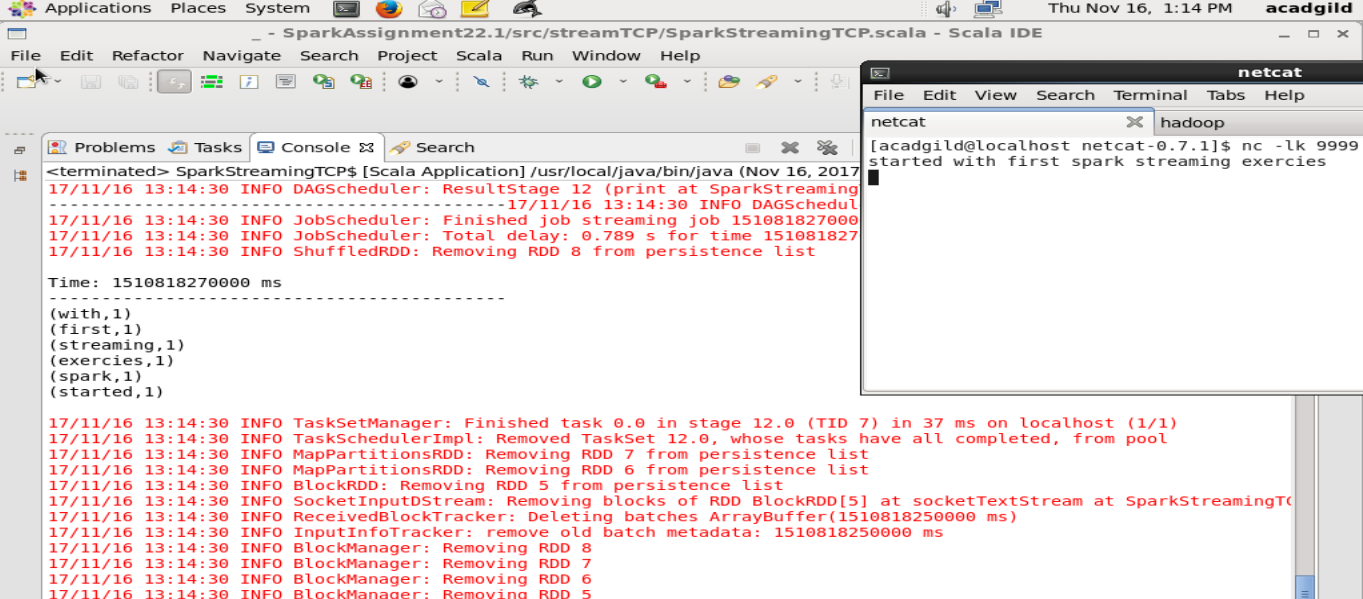 Applications Places System Thu Nov 16, 1:14 PM acadgild
_ - SparkAssignment22.1/src/streamTCP/SparkStreamingTCP.scala - Scala IDE
File Edit Refactor Navigate Search Project Scala Run Window Help
netcat
File Edit View Search Terminal Tabs Help
netcat hadoop
[acadgild@localhost netcat-0.7.1]$ nc -lk 9999
started with first spark streaming exercies
Problems Tasks Console Search
<terminated> SparkStreamingTCP$ [Scala Application] /usr/local/java/bin/java (Nov 16, 2017
17/11/16 13:14:30 INFO DAGScheduler: ResultStage 12 (print at SparkStreaming
-------------------------------------------17/11/16 13:14:30 INFO DAGSchedul
17/11/16 13:14:30 INFO JobScheduler: Finished job streaming job 151081827000
17/11/16 13:14:30 INFO JobScheduler: Total delay: 0.789 s for time 151081827
17/11/16 13:14:30 INFO ShuffledRDD: Removing RDD 8 from persistence list
Time: 1510818270000 ms
-------------------------------------------
(with,1)
(first,1)
(streaming,1)
(exercies,1)
(spark,1)
(started,1)
17/11/16 13:14:30 INFO TaskSetManager: Finished task 0.0 in stage 12.0 (TID 7) in 37 ms on localhost (1/1)
17/11/16 13:14:30 INFO TaskSchedulerImpl: Removed TaskSet 12.0, whose tasks have all completed, from pool
17/11/16 13:14:30 INFO MapPartitionsRDD: Removing RDD 7 from persistence list
17/11/16 13:14:30 INFO MapPartitionsRDD: Removing RDD 6 from persistence list
17/11/16 13:14:30 INFO BlockRDD: Removing RDD 5 from persistence list
17/11/16 13:14:30 INFO SocketInputDStream: Removing blocks of RDD BlockRDD[5] at socketTextStream at SparkStreamingTC
17/11/16 13:14:30 INFO ReceivedBlockTracker: Deleting batches ArrayBuffer(1510818250000 ms)
17/11/16 13:14:30 INFO InputInfoTracker: remove old batch metadata: 1510818250000 ms
17/11/16 13:14:30 INFO BlockManager: Removing RDD 8
17/11/16 13:14:30 INFO BlockManager: Removing RDD 7
17/11/16 13:14:30 INFO BlockManager: Removing RDD 6
17/11/16 13:14:30 INFO BlockManager: Removing RDD 5